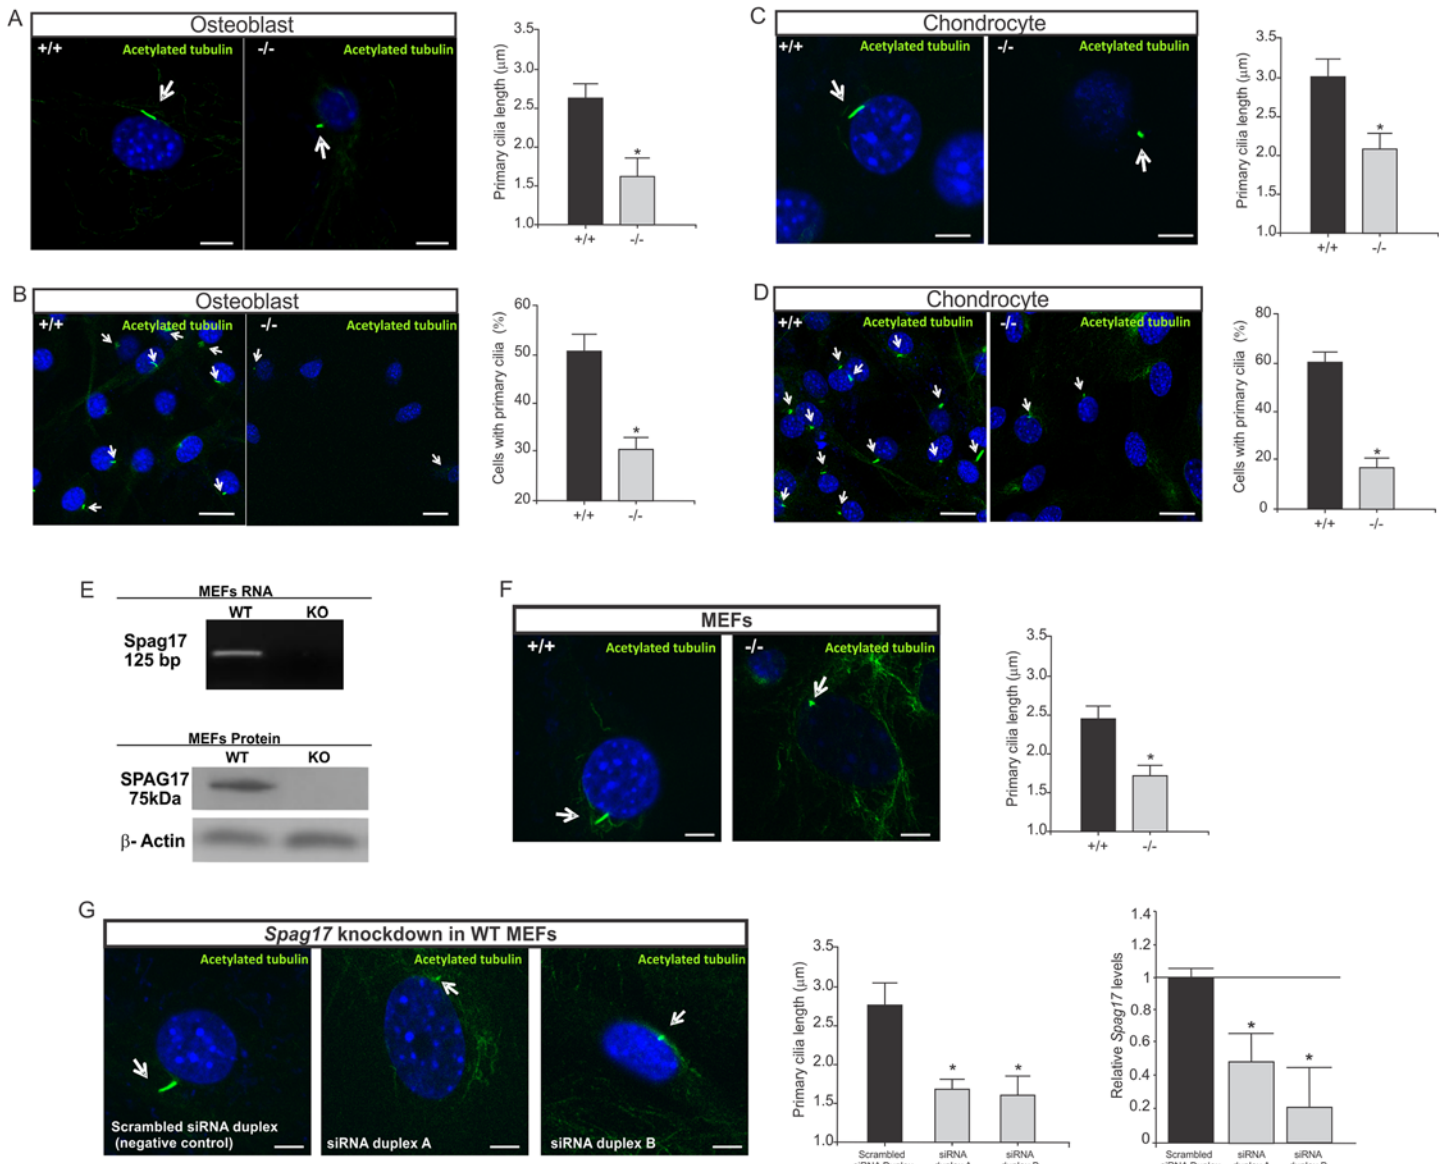 A
Osteoblast
+/+
Acetylated tubulin
-/-
Acetylated tubulin
Primary cilia length (μm)
3.5
3.0
2.5
2.0
1.5
1.0
*
+/+
-/-
C
Chondrocyte
+/+
Acetylated tubulin
-/-
Acetylated tubulin
Primary cilia length (μm)
3.5
3.0
2.5
2.0
1.5
1.0
*
+/+
-/-
B
Osteoblast
+/+
Acetylated tubulin
-/-
Acetylated tubulin
Cells with primary cilia (%)
60
50
40
30
20
*
+/+
-/-
D
Chondrocyte
+/+
Acetylated tubulin
-/-
Acetylated tubulin
Cells with primary cilia (%)
80
60
40
20
0
*
+/+
-/-
E
MEFs RNA
WT KO
Spag17
125 bp
MEFs Protein
WT KO
SPAG17
75kDa
β- Actin
F
MEFs
+/+
Acetylated tubulin
-/-
Acetylated tubulin
Primary cilia length (μm)
3.5
3.0
2.5
2.0
1.5
1.0
*
+/+
-/-
G
Spag17 knockdown in WT MEFs
Acetylated tubulin
Scrambled siRNA duplex
(negative control)
Acetylated tubulin
siRNA duplex A
Acetylated tubulin
siRNA duplex B
Primary cilia length (μm)
3.5
3.0
2.5
2.0
1.5
1.0
*
*
Scrambled
siRNA
siRNA
Relative Spag17 levels
1.4
1.2
1
0.8
0.6
0.4
0.2
0
*
*
Scrambled
siRNA
siRNA